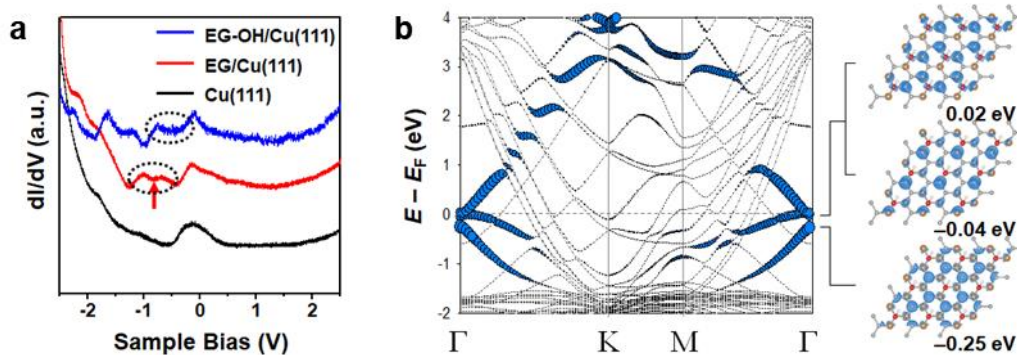 a
dI/dV (a.u.)
EG-OH/Cu(111)
EG/Cu(111)
Cu(111)
-2 -1 0 1 2
Sample Bias (V)
b
E − E_F (eV)
4
3
2
1
0
-1
-2
Γ K M Γ
0.02 eV
−0.04 eV
−0.25 eV